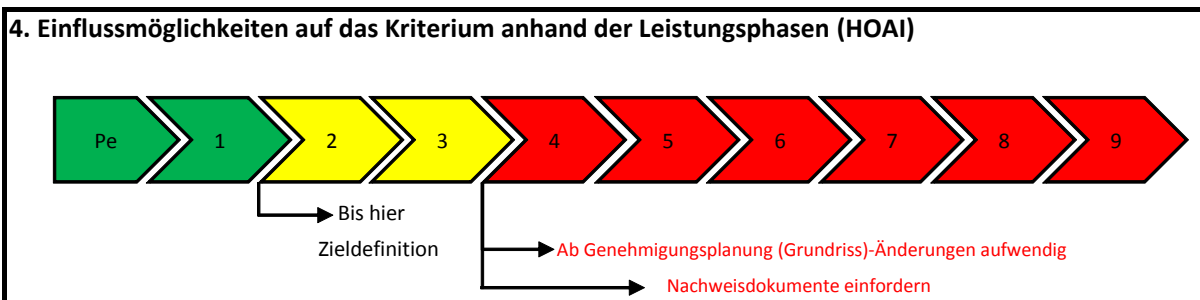 4. Einflussmöglichkeiten auf das Kriterium anhand der Leistungsphasen (HOAI)
Pe 1 2 3 4 5 6 7 8 9
Bis hier
Zieldefinition
Ab Genehmigungsplanung (Grundriss)-Änderungen aufwendig
Nachweisdokumente einfordern